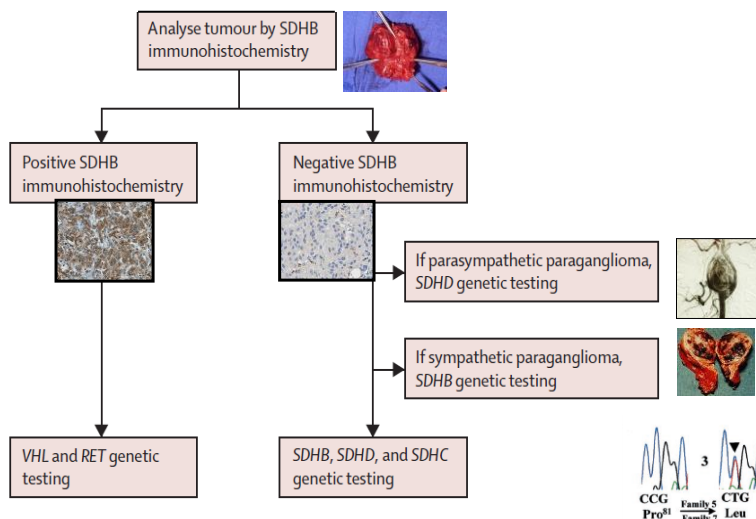 Analyse tumour by SDHB
immunohistochemistry
Positive SDHB
immunohistochemistry
Negative SDHB
immunohistochemistry
If parasympathetic paraganglioma,
SDHD genetic testing
If sympathetic paraganglioma,
SDHB genetic testing
VHL and RET genetic
testing
SDHB, SDHD, and SDHC
genetic testing
3
CCG
Pro81
Family 5
Family 7
CTG
Leu